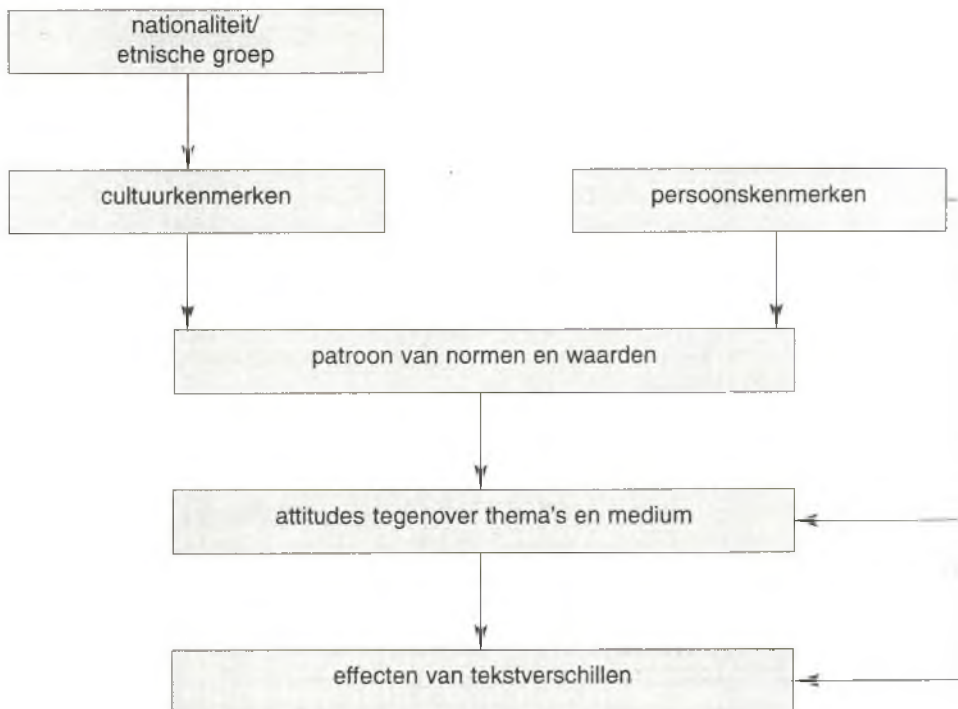 nationaliteit/
etnische groep
cultuurkenmerken
persoonskenmerken
patroon van normen en waarden
attitudes tegenover thema's en medium
effecten van tekstverschillen